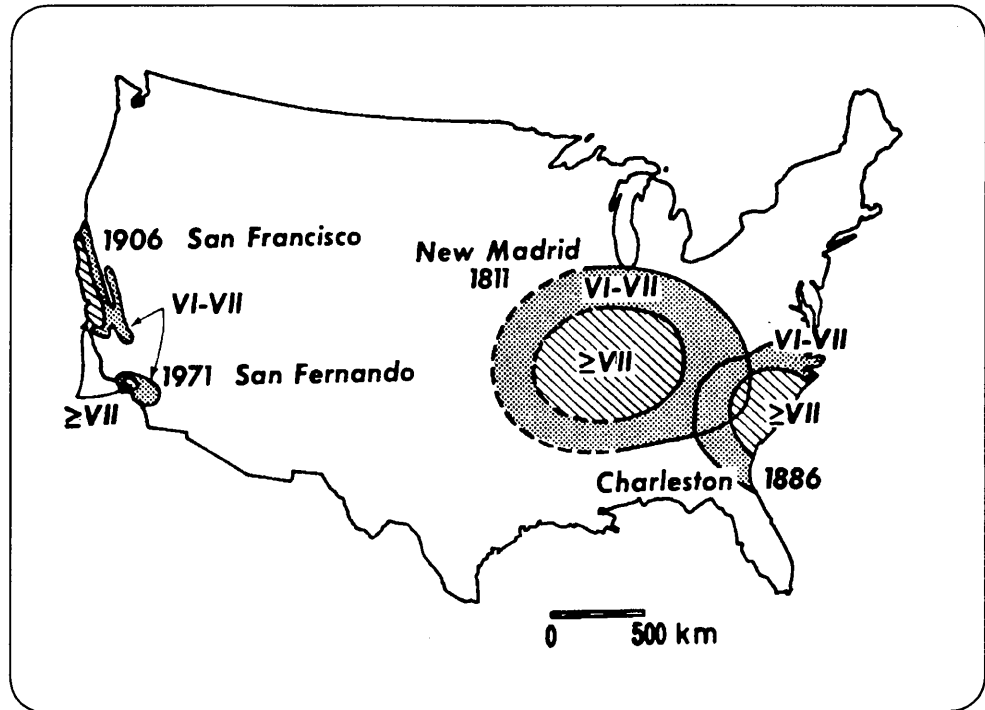 1906 San Francisco
New Madrid
1811
VI-VII
VI-VII
≥VII
VI-VII
1971 San Fernando
≥VII
≥VII
Charleston 1886
0 500 km